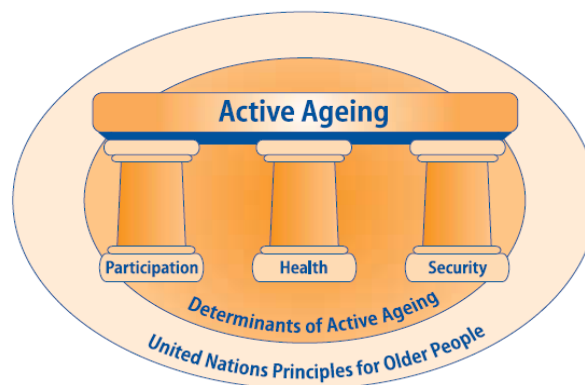 Active Ageing
Participation
Health
Security
Determinants of Active Ageing
United Nations Principles for Older People